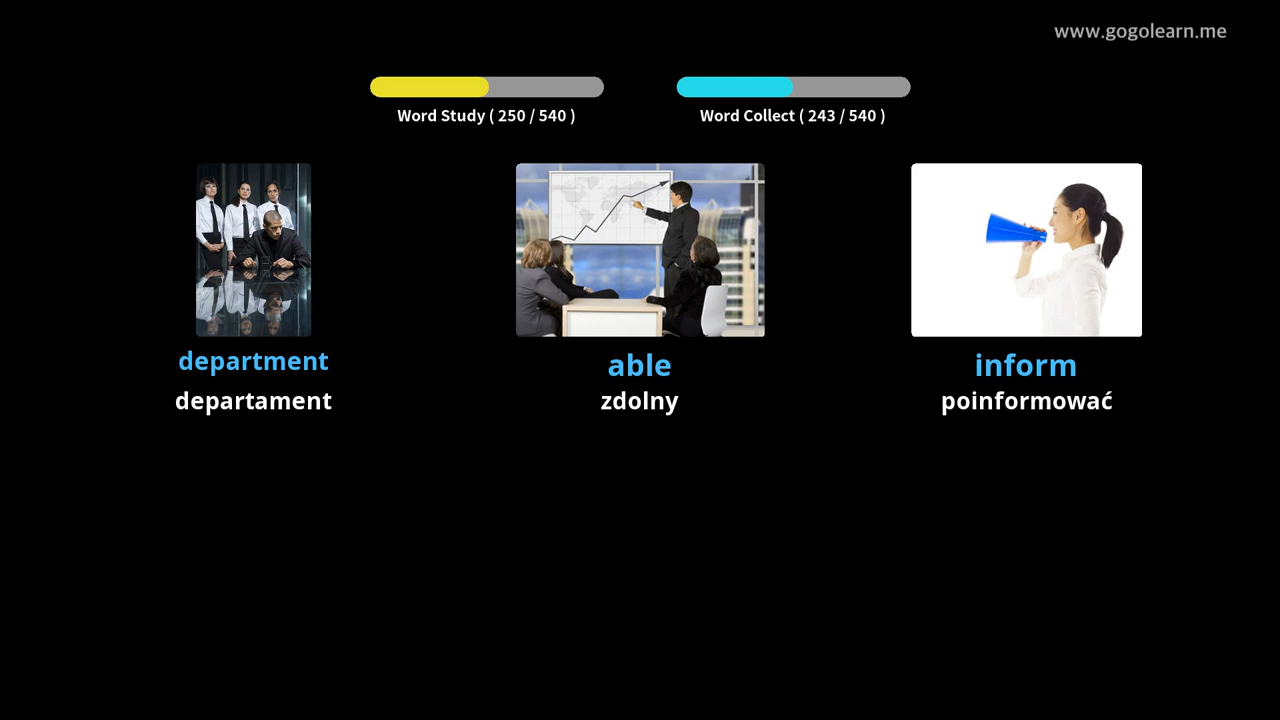 www.gogolearn.me
Word Study ( 250 / 540 )
Word Collect ( 243 / 540 )
department
departament
able
zdolny
inform
poinformować